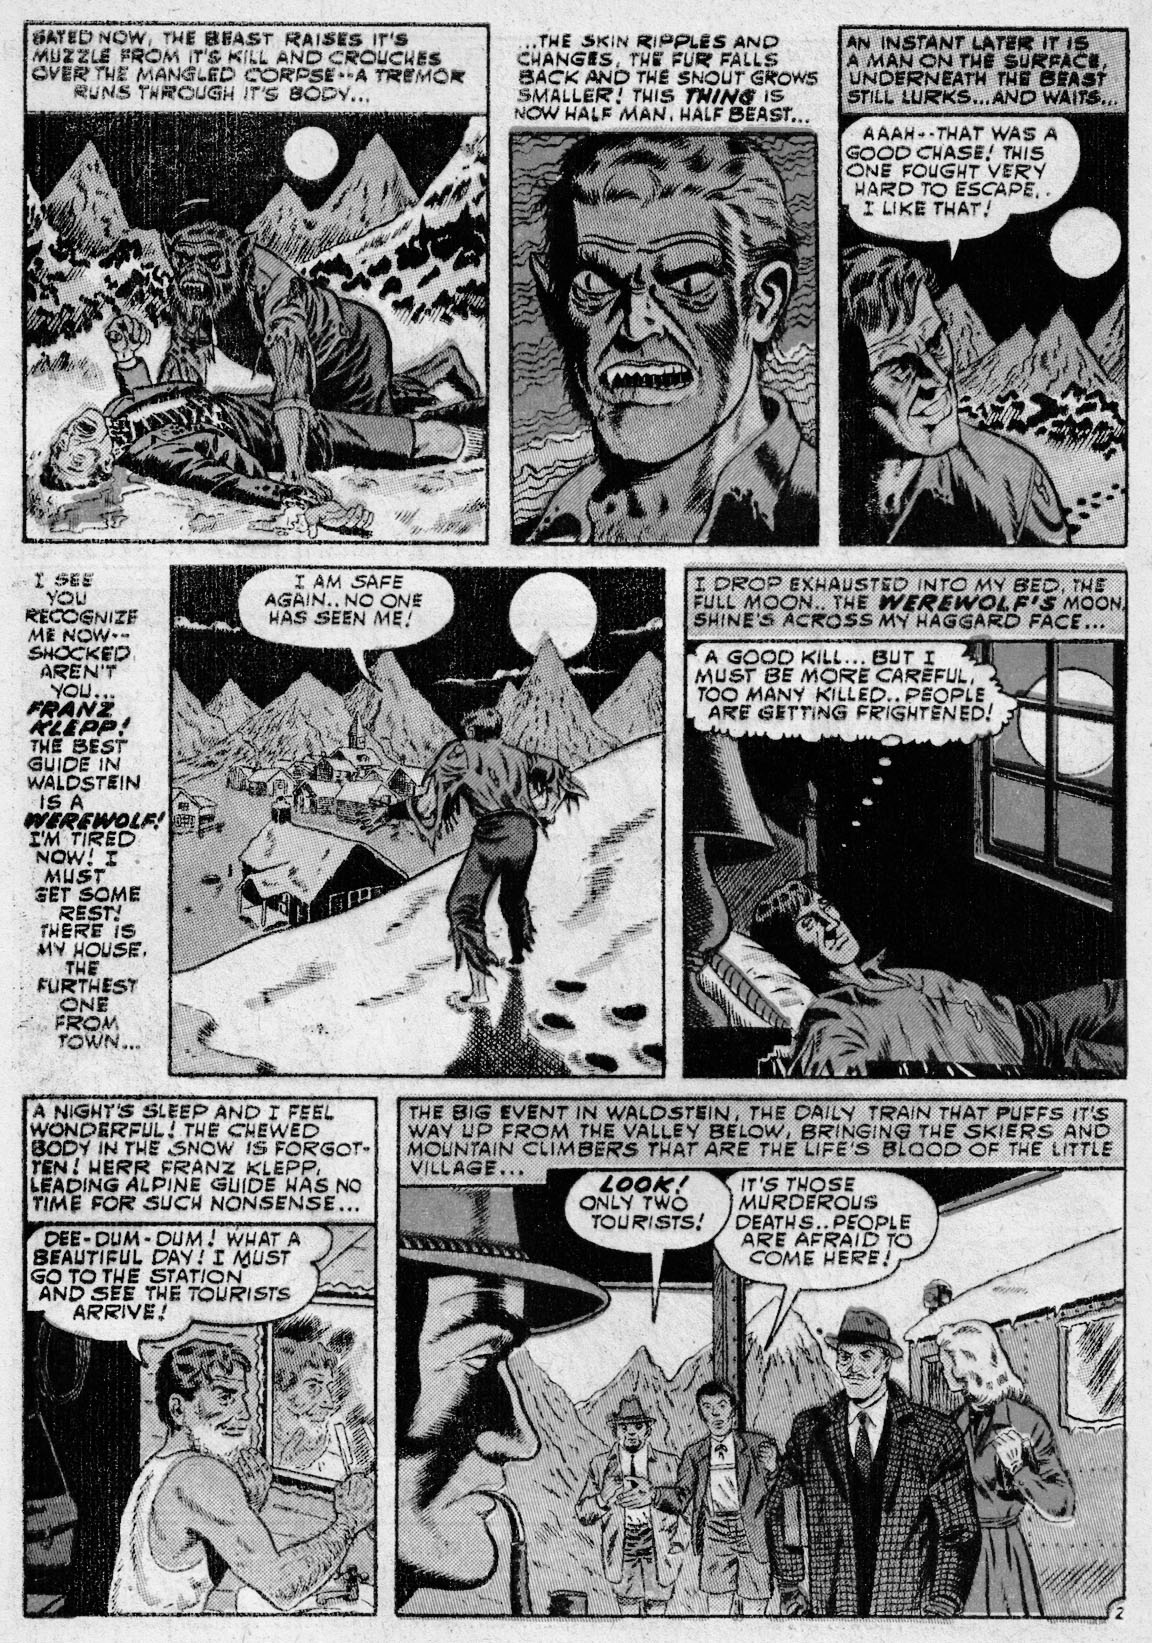 SATED NOW, THE BEAST RAISES IT'S
MUZZLE FROM IT'S KILL AND CROUCHES
OVER THE MANGLED CORPSE--A TREMOR
RUNS THROUGH IT'S BODY...
...THE SKIN RIPPLES AND
CHANGES, THE FUR FALLS
BACK AND THE SNOUT GROWS
SMALLER! THIS THING IS
NOW HALF MAN, HALF BEAST...
AN INSTANT LATER IT IS
A MAN ON THE SURFACE,
UNDERNEATH THE BEAST
STILL LURKS...AND WAITS...
AAAH--THAT WAS A
GOOD CHASE! THIS
ONE FOUGHT VERY
HARD TO ESCAPE..
I LIKE THAT!
I SEE
YOU
RECOGNIZE
ME NOW--
SHOCKED,
AREN'T
YOU...
FRANZ
KLEPP!
THE BEST
GUIDE IN
WALDSTEIN
IS A
WEREWOLF!
I'M TIRED
NOW! I
MUST
GET SOME
REST!
THERE IS
MY HOUSE,
THE
FURTHEST
ONE
FROM
TOWN...
I AM SAFE
AGAIN.. NO ONE
HAS SEEN ME!
I DROP EXHAUSTED INTO MY BED, THE
FULL MOON.. THE WEREWOLF'S MOON,
SHINE'S ACROSS MY HAGGARD FACE...
A GOOD KILL... BUT I
MUST BE MORE CAREFUL,
TOO MANY KILLED.. PEOPLE
ARE GETTING FRIGHTENED!
A NIGHT'S SLEEP AND I FEEL
WONDERFUL! THE CHEWED
BODY IN THE SNOW IS FORGOT-
TEN! HERR FRANZ KLEPP,
LEADING ALPINE GUIDE HAS NO
TIME FOR SUCH NONSENSE...
DEE-DUM-DUM! WHAT A
BEAUTIFUL DAY! I MUST
GO TO THE STATION
AND SEE THE TOURISTS
ARRIVE!
THE BIG EVENT IN WALDSTEIN, THE DAILY TRAIN THAT PUFFS IT'S
WAY UP FROM THE VALLEY BELOW, BRINGING THE SKIERS AND
MOUNTAIN CLIMBERS THAT ARE THE LIFE'S BLOOD OF THE LITTLE
VILLAGE...
LOOK!
ONLY TWO
TOURISTS!
IT'S THOSE
MURDEROUS
DEATHS.. PEOPLE
ARE AFRAID TO
COME HERE!
2